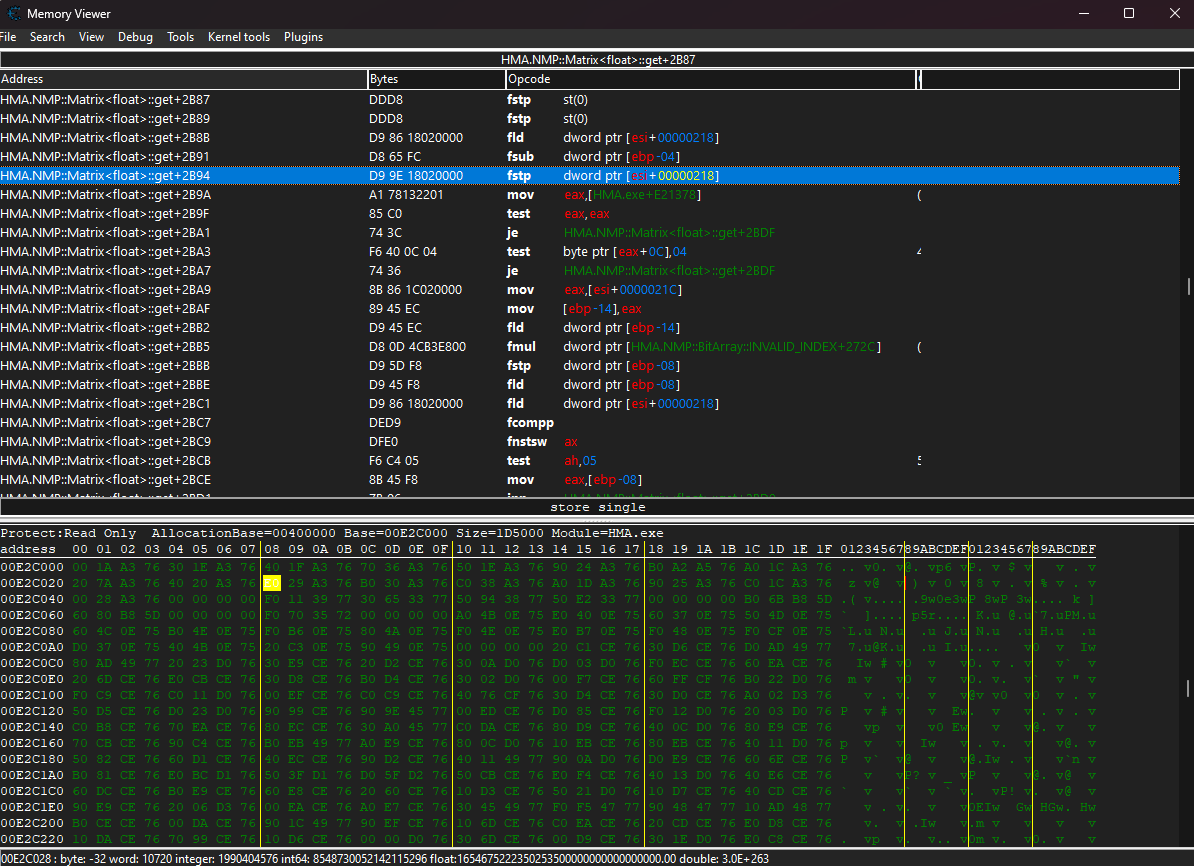 Memory Viewer
File Search View Debug Tools Kernel tools Plugins
HMA.NMP::Matrix<float>::get+2B87
Address Bytes Opcode
HMA.NMP::Matrix<float>::get+2B87 DDD8 fstp st(0)
HMA.NMP::Matrix<float>::get+2B89 DDD8 fstp st(0)
HMA.NMP::Matrix<float>::get+2B8B D9 86 18020000 fld dword ptr [esi+00000218]
HMA.NMP::Matrix<float>::get+2B91 D8 65 FC fsub dword ptr [ebp-04]
HMA.NMP::Matrix<float>::get+2B94 D9 9E 18020000 fstp dword ptr [esi+00000218]
HMA.NMP::Matrix<float>::get+2B9A A1 78132201 mov eax,[HMA.exe+E21378] (
HMA.NMP::Matrix<float>::get+2B9F 85 C0 test eax,eax
HMA.NMP::Matrix<float>::get+2BA1 74 3C je HMA.NMP::Matrix<float>::get+2BDF
HMA.NMP::Matrix<float>::get+2BA3 F6 40 0C 04 test byte ptr [eax+0C],04 4
HMA.NMP::Matrix<float>::get+2BA7 74 36 je HMA.NMP::Matrix<float>::get+2BDF
HMA.NMP::Matrix<float>::get+2BA9 8B 86 1C020000 mov eax,[esi+0000021C]
HMA.NMP::Matrix<float>::get+2BAF 89 45 EC mov [ebp-14],eax
HMA.NMP::Matrix<float>::get+2BB2 D9 45 EC fld dword ptr [ebp-14]
HMA.NMP::Matrix<float>::get+2BB5 D8 0D 4CB3E800 fmul dword ptr [HMA.NMP::BitArray::INVALID_INDEX+272C] (
HMA.NMP::Matrix<float>::get+2BBB D9 5D F8 fstp dword ptr [ebp-08]
HMA.NMP::Matrix<float>::get+2BBE D9 45 F8 fld dword ptr [ebp-08]
HMA.NMP::Matrix<float>::get+2BC1 D9 86 18020000 fld dword ptr [esi+00000218]
HMA.NMP::Matrix<float>::get+2BC7 DED9 fcompp
HMA.NMP::Matrix<float>::get+2BC9 DFE0 fnstsw ax
HMA.NMP::Matrix<float>::get+2BCB F6 C4 05 test ah,05 5
HMA.NMP::Matrix<float>::get+2BCE 8B 45 F8 mov eax,[ebp-08]
store single
Protect:Read Only AllocationBase=00400000 Base=00E2C000 Size=1D5000 Module=HMA.exe
address 00 01 02 03 04 05 06 07 08 09 0A 0B 0C 0D 0E 0F 10 11 12 13 14 15 16 17 18 19 1A 1B 1C 1D 1E 1F 0123456789ABCDEF0123456789ABCDEF
00E2C000 00 1A A3 76 30 1E A3 76 40 1F A3 76 70 36 A3 76 50 1E A3 76 90 24 A3 76 B0 A2 A5 76 A0 1C A3 76
00E2C020 20 7A A3 76 40 20 A3 76 20 29 A3 76 B0 30 A3 76 C0 38 A3 76 A0 1D A3 76 90 25 A3 76 C0 1C A3 76
00E2C040 00 28 A3 76 00 00 00 00 F0 11 39 77 30 65 33 77 50 94 38 77 50 E2 33 77 00 00 00 00 B0 6B B8 5D
00E2C060 80 B8 5D 00 00 00 00 F0 70 35 72 00 00 00 00 A0 4B 0E 75 E0 40 0E 75 60 37 0E 75 50 4D 0E 75
00E2C080 60 4C 0E 75 B0 4E 0E 75 F0 B6 0E 75 80 4A 0E 75 F0 4E 0E 75 E0 B7 0E 75 F0 48 0E 75 F0 CF 0E 75
00E2C0A0 D0 37 0E 75 40 4B 0E 75 20 C3 0E 75 90 49 0E 75 00 00 00 00 20 C1 CE 76 30 D6 CE 76 D0 AD 49 77
00E2C0C0 80 AD 49 77 20 23 D0 76 30 E9 CE 76 20 D2 CE 76 30 0A D0 76 D0 03 D0 76 F0 EC CE 76 60 EA CE 76
00E2C0E0 20 6D CE 76 E0 CB CE 76 30 D8 CE 76 B0 D4 CE 76 30 02 D0 76 00 F7 CE 76 60 FF CF 76 B0 22 D0 76
00E2C100 F0 C9 CE 76 C0 11 D0 76 00 EF CE 76 C0 C9 CE 76 40 76 CF 76 30 D4 CE 76 30 D0 CE 76 A0 02 D3 76
00E2C120 50 D5 CE 76 D0 23 D0 76 90 99 CE 76 90 9E 45 77 00 ED CE 76 D0 85 CE 76 F0 12 D0 76 20 03 D0 76
00E2C140 C0 B8 CE 76 70 EA CE 76 80 EC CE 76 30 A0 45 77 C0 DA CE 76 80 D9 CE 76 40 0C D0 76 80 E9 CE 76
00E2C160 70 CB CE 76 90 C4 CE 76 B0 EB 49 77 A0 E9 CE 76 80 0C D0 76 10 EB CE 76 80 EB CE 76 40 11 D0 76
00E2C180 50 82 CE 76 60 D1 CE 76 40 EC CE 76 90 D2 CE 76 40 11 49 77 90 0A D0 76 D0 E9 CE 76 60 6E CE 76
00E2C1A0 B0 81 CE 76 E0 BC D1 76 50 3F D1 76 D0 5F D2 76 50 CB CE 76 E0 F4 CE 76 40 13 D0 76 40 E6 CE 76
00E2C1C0 60 DC CE 76 B0 E9 CE 76 60 E8 CE 76 20 60 CE 76 10 D3 CE 76 50 21 D0 76 10 D7 CE 76 40 CD CE 76
00E2C1E0 90 E9 CE 76 20 06 D3 76 00 EA CE 76 A0 E7 CE 76 30 45 49 77 F0 F5 47 77 90 48 47 77 10 AD 48 77
00E2C200 B0 CE CE 76 00 DA CE 76 90 1C 49 77 90 EF CE 76 10 6D CE 76 C0 EA CE 76 20 CD CE 76 E0 D8 CE 76
00E2C220 10 DA CE 76 70 99 CE 76 10 D6 CE 76 00 00 D0 76 30 6D CE 76 00 D9 CE 76 30 1E D0 76 E0 C8 CE 76
00E2C028 : byte: -32 word: 10720 integer: 1990404576 int64: 8548730052142115296 float:1654675222350253500000000000000000.00 double: 3.0E+263